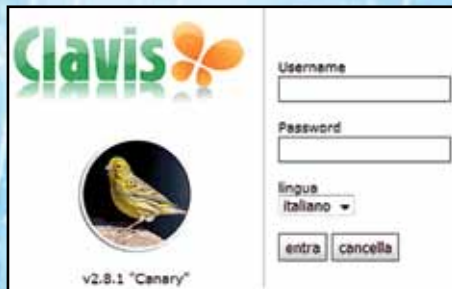 Clavis
v2.8.1 "Canary"
Username
Password
lingua
italiano
entra
cancella